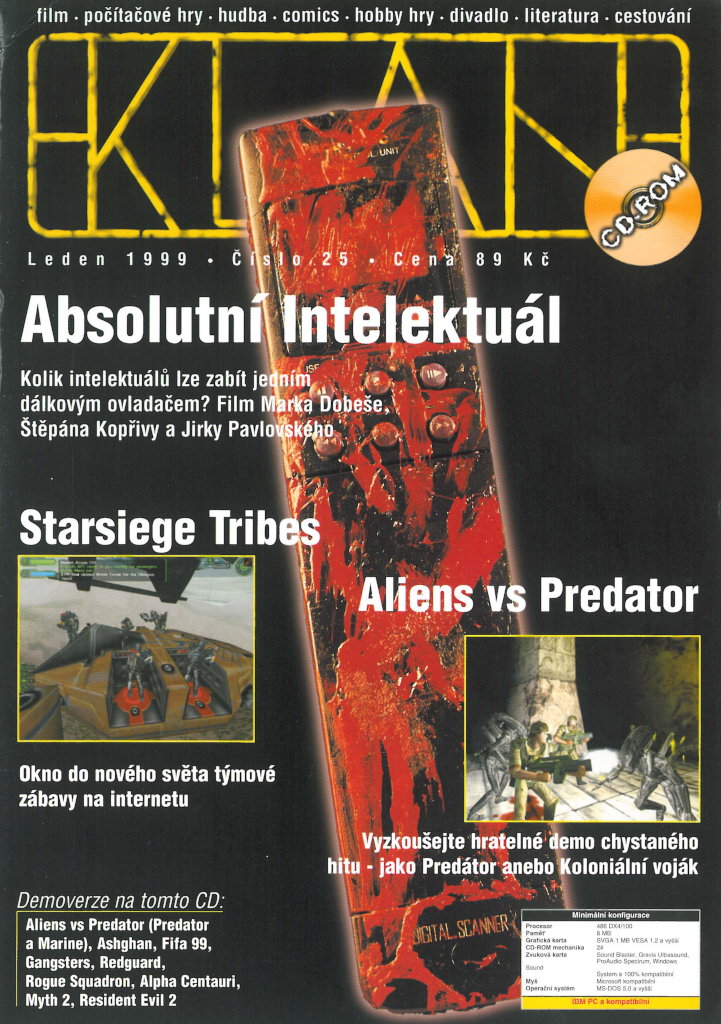 film · počítačové hry · hudba · comics · hobby hry · divadlo · literatura · cestování
KLAN
CD-ROM
UNIT
Leden 1999 • Číslo 25 • Cena 89 Kč
Absolutní Intelektuál
Kolik intelektuálů lze zabít jedním
dálkovým ovladačem? Film Marka Dobeše,
Štěpána Kopřivy a Jirky Pavlovského
Starsiege Tribes
Aliens vs Predator
Okno do nového světa týmové
zábavy na internetu
Vyzkoušejte hratelné demo chystaného
hitu - jako Predátor anebo Koloniální voják
Demoverze na tomto CD:
Aliens vs Predator (Predator
a Marine), Ashghan, Fifa 99,
Gangsters, Redguard,
Rogue Squadron, Alpha Centauri,
Myth 2, Resident Evil 2
DIGITAL SCANNER
Minimální konfigurace
Procesor 486 DX4/100
Paměť 8 MB
Grafická karta SVGA 1 MB VESA 1.2 a vyšší
CD-ROM mechanika 2#
Zvuková karta Sound Blaster, Gravis Ultrasound,
ProAudio Spectrum, Windows
Sound
System a 100% kompatibilní
Myš Microsoft kompatibilní
Operační systém MS-DOS 5.0 a vyšší
IBM PC a kompatibilní